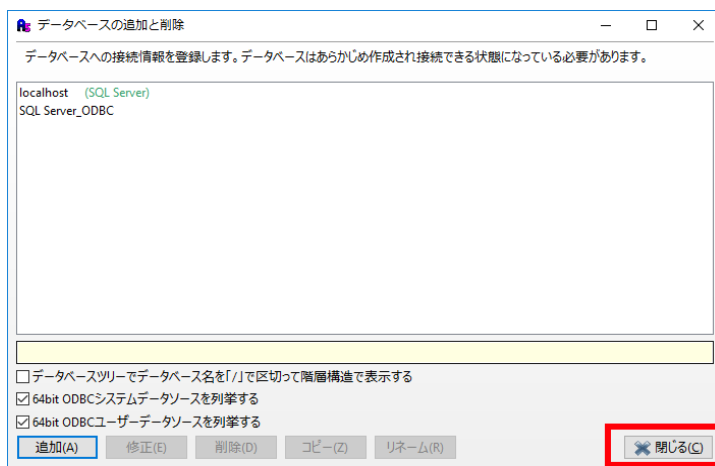 データベースの追加と削除
データベースへの接続情報を登録します。データベースはあらかじめ作成され接続できる状態になっている必要があります。
localhost (SQL Server)
SQL Server_ODBC
データベースツリーでデータベース名を「/」で区切って階層構造で表示する
64bit ODBCシステムデータソースを列挙する
64bit ODBCユーザーデータソースを列挙する
追加(A) 修正(E) 削除(D) コピー(Z) リネーム(R) 閉じる(C)